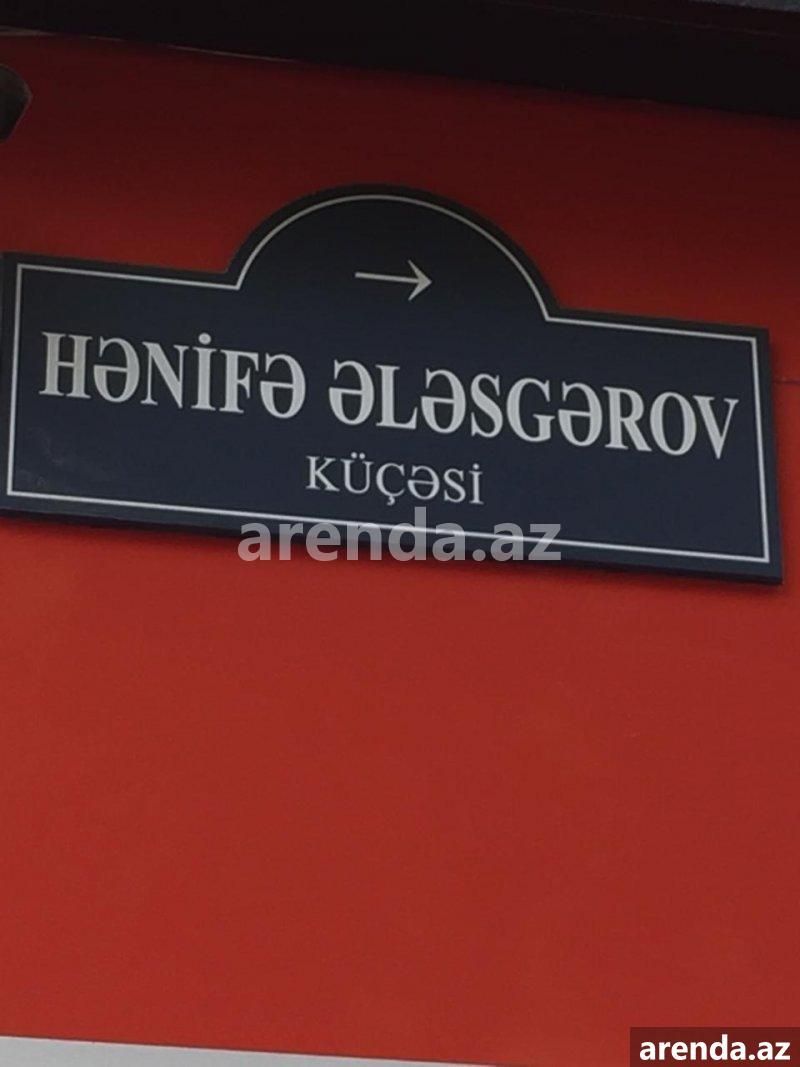 →
HƏNİFƏ ƏLƏSGƏROV
KÜÇƏSİ
arenda.az
arenda.az